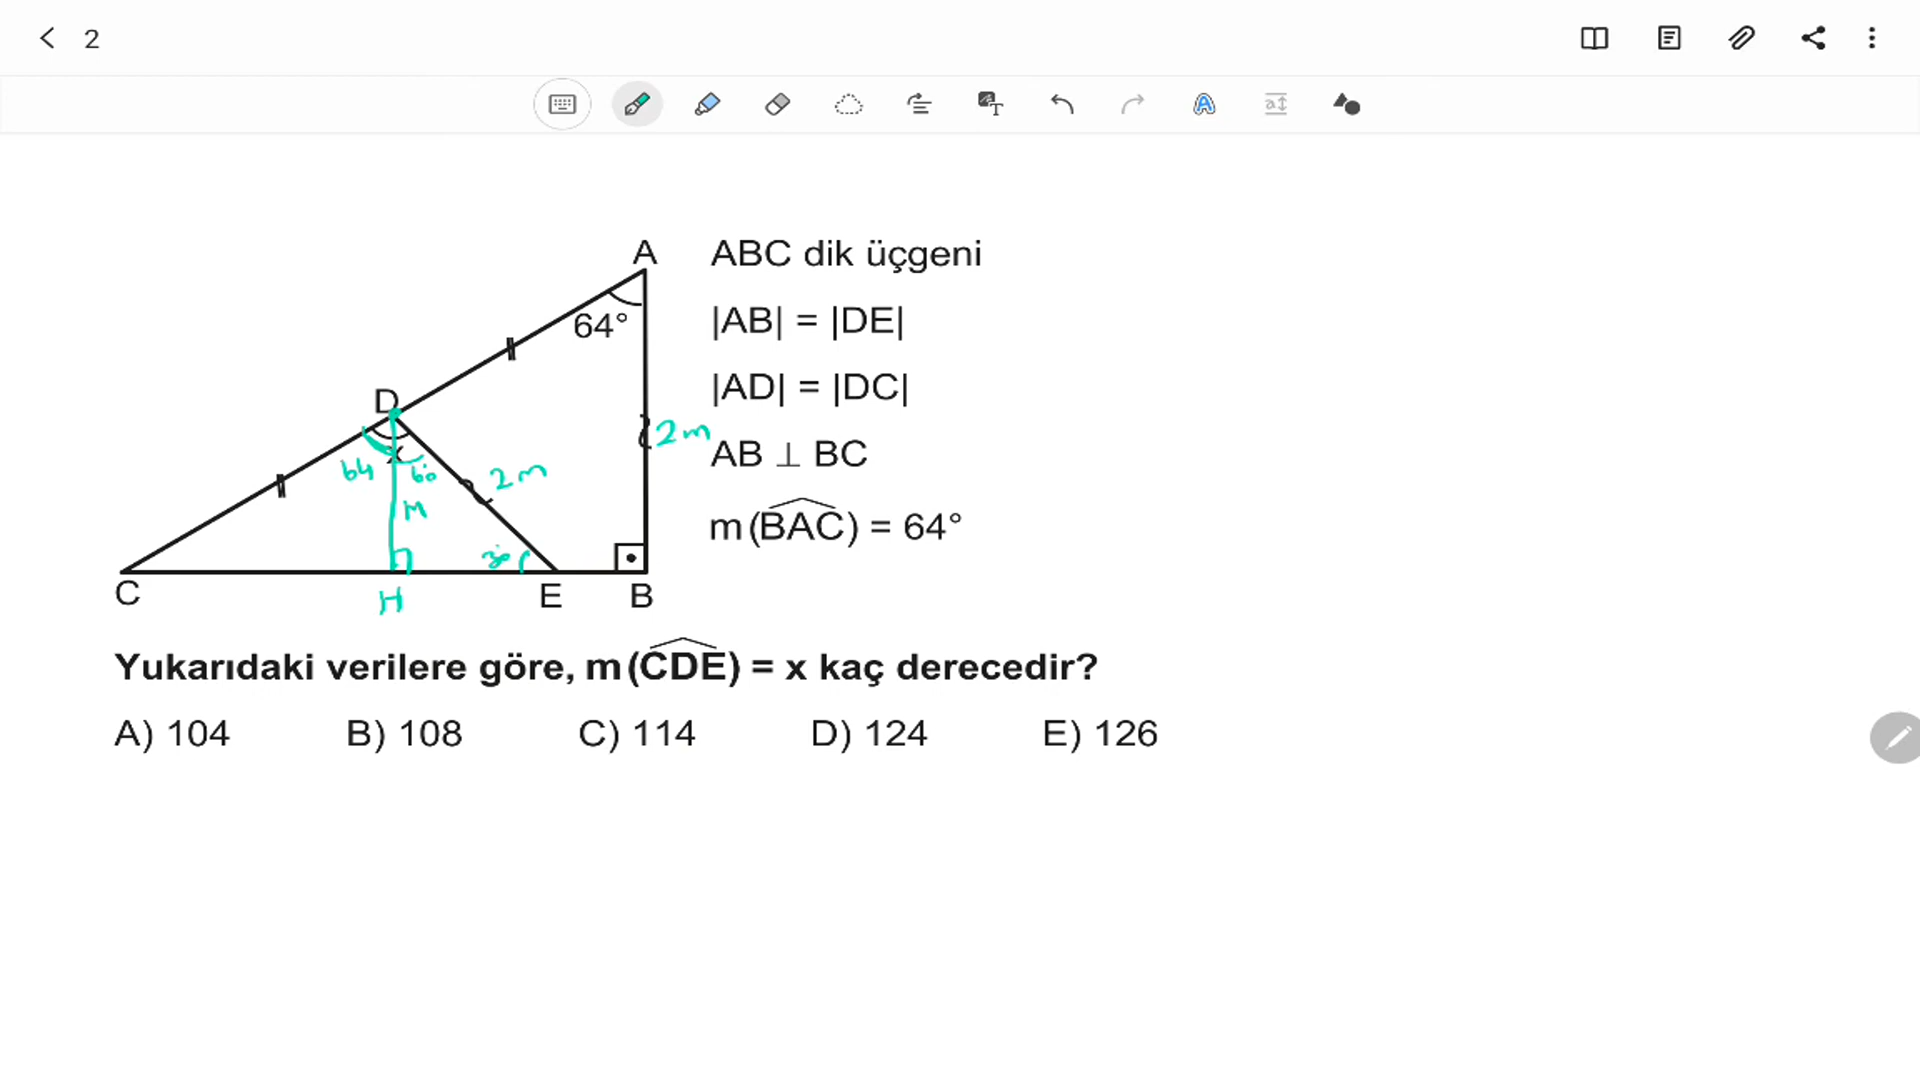 2
A ABC dik üçgeni
64° |AB| = |DE|
D |AD| = |DC|
2m AB ⊥ BC
x 64 60 2m
M m(BAC) = 64°
30
C H E B
Yukarıdaki verilere göre, m(CDE) = x kaç derecedir?
A) 104 B) 108 C) 114 D) 124 E) 126